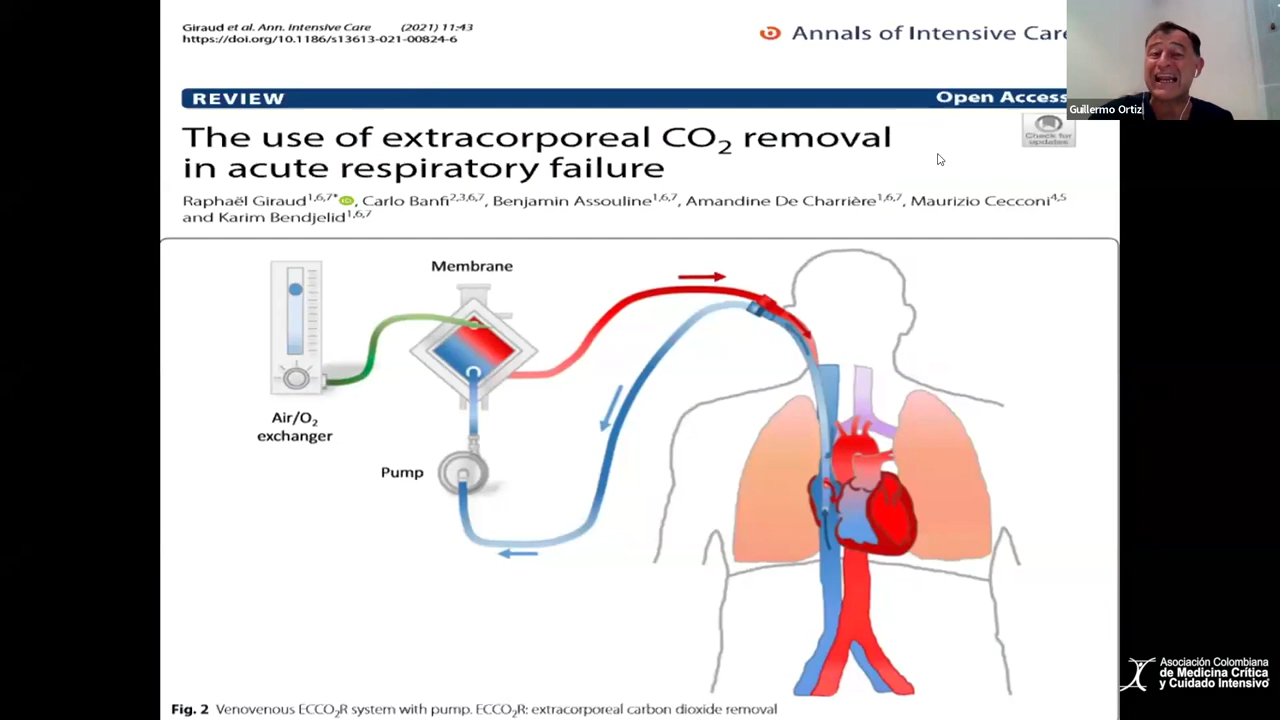 Giraud et al. Ann. Intensive Care (2021) 11:43
https://doi.org/10.1186/s13613-021-00824-6
Annals of Intensive Care
Guillermo Ortiz
REVIEW
Open Access
Check for
updates
The use of extracorporeal CO₂ removal
in acute respiratory failure
Raphaël Giraud1,6,7*iD, Carlo Banfi2,3,6,7, Benjamin Assouline1,6,7, Amandine De Charrière1,6,7, Maurizio Cecconi4,5
and Karim Bendjelid1,6,7
Membrane
Air/O₂
exchanger
Pump
Asociación Colombiana
de Medicina Crítica
y Cuidado Intensivo
Fig. 2 Venovenous ECCO₂R system with pump. ECCO₂R: extracorporeal carbon dioxide removal